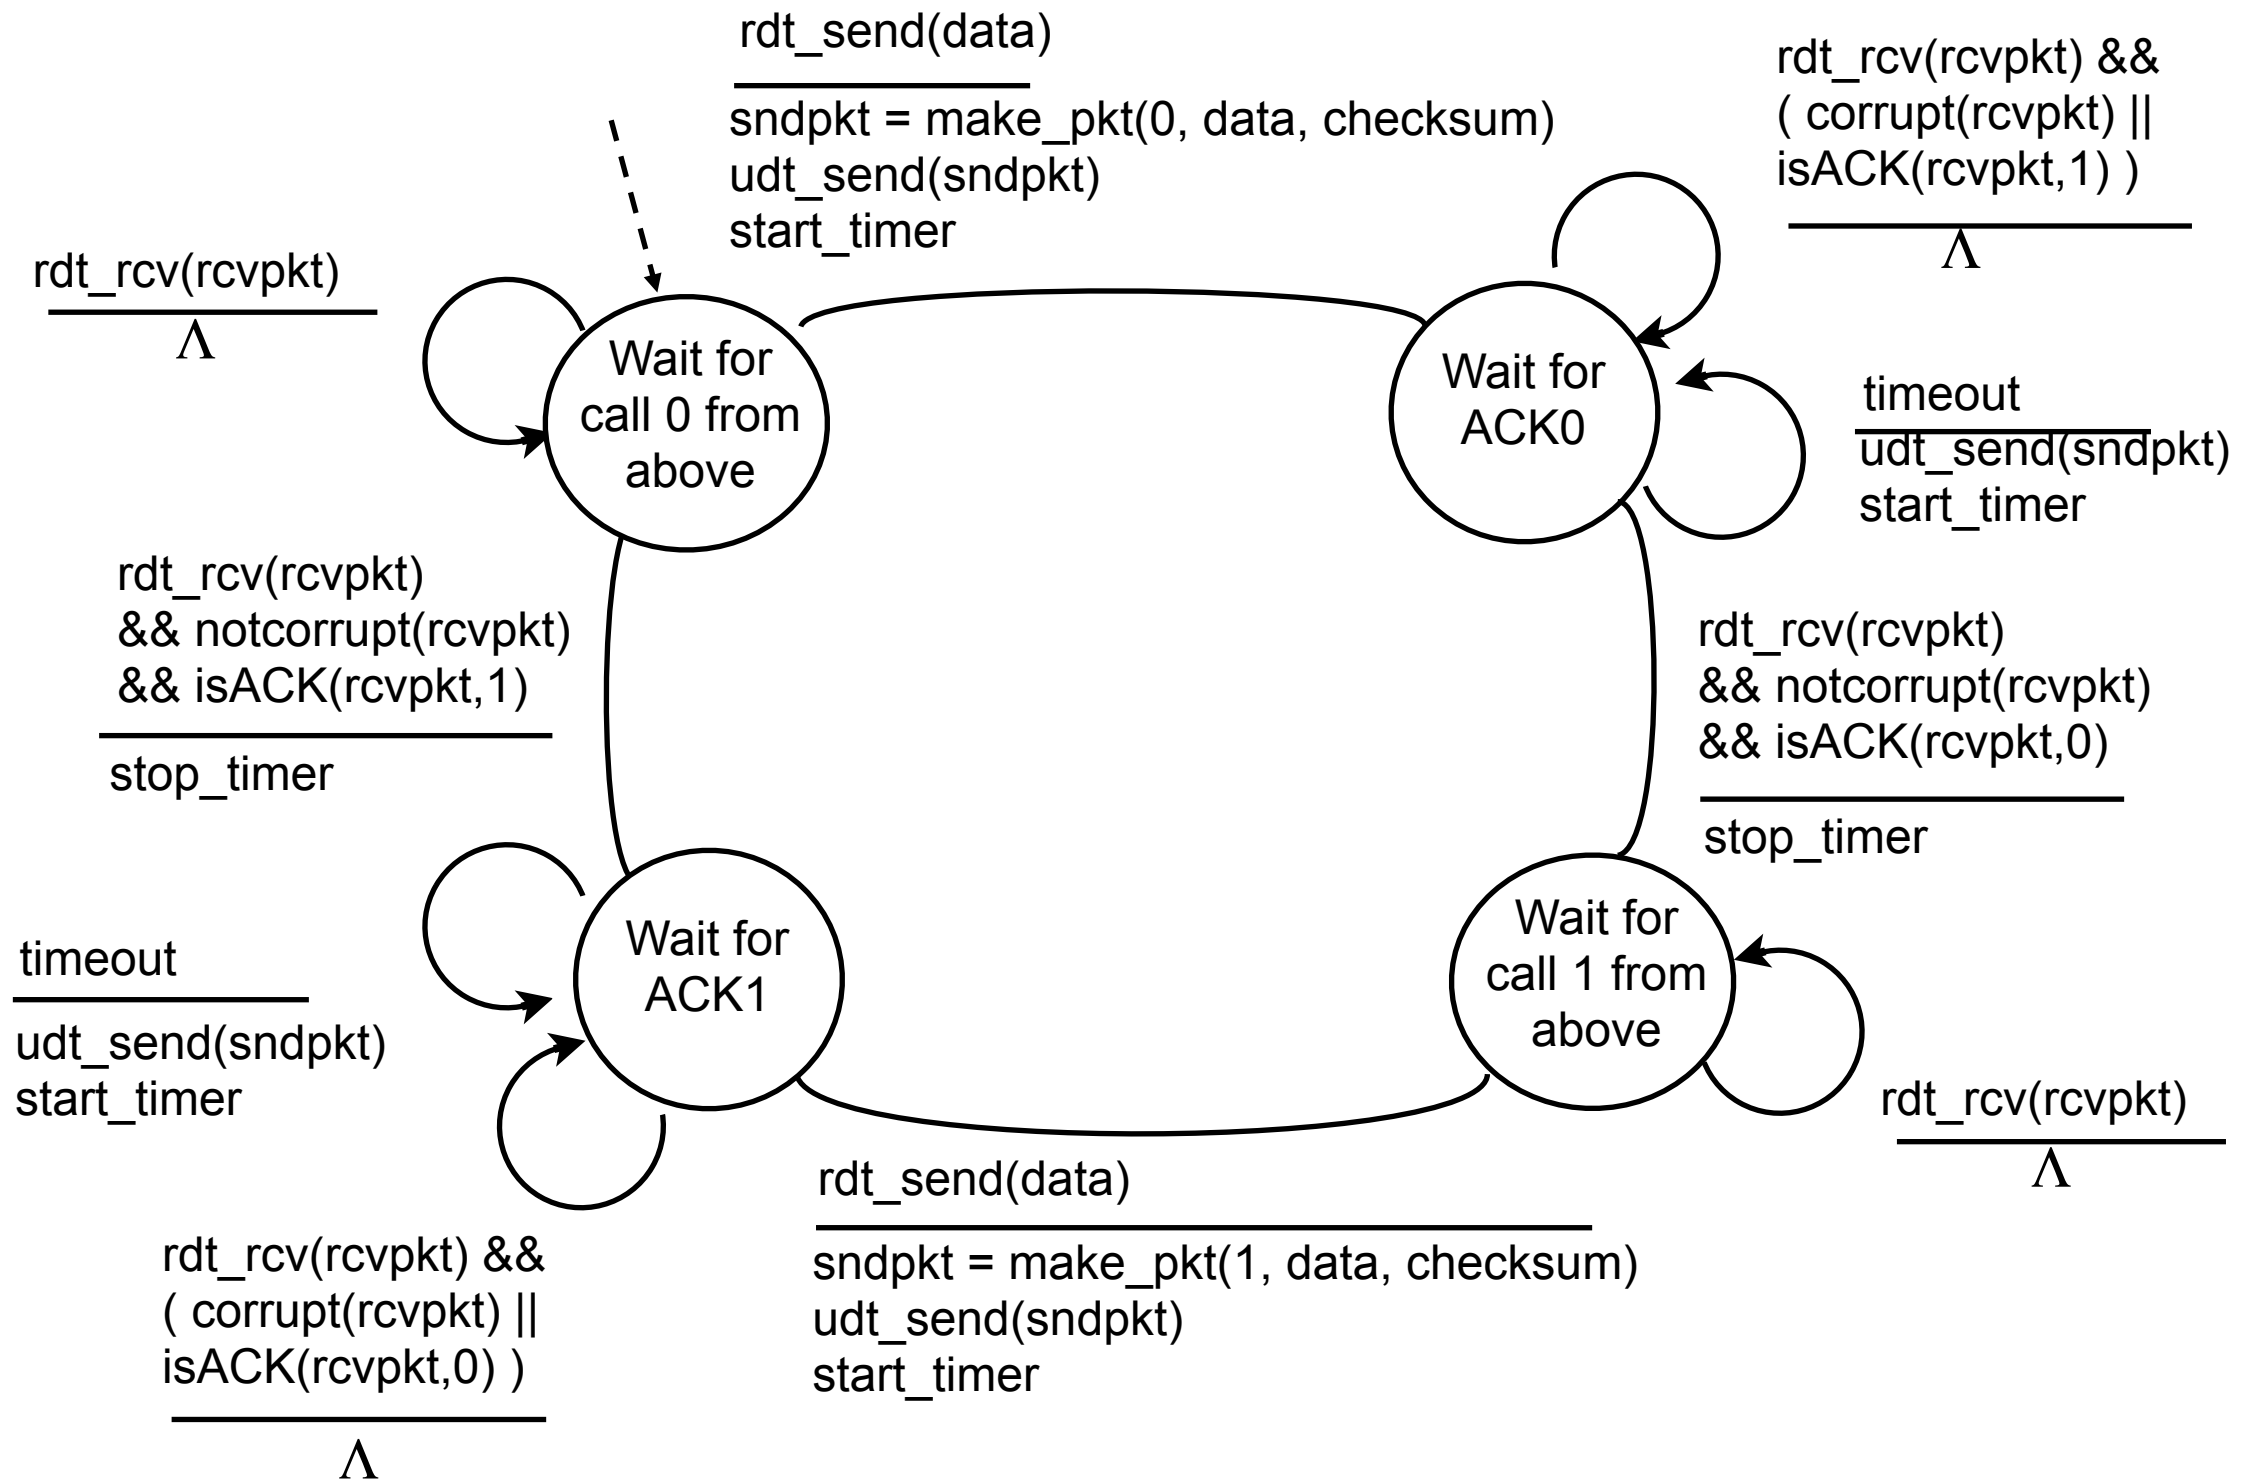 rdt_send(data)
sndpkt = make_pkt(0, data, checksum)
udt_send(sndpkt)
start_timer
rdt_rcv(rcvpkt) &&
( corrupt(rcvpkt) ||
isACK(rcvpkt,1) )
Λ
rdt_rcv(rcvpkt)
Λ
Wait for
call 0 from
above
Wait for
ACK0
timeout
udt_send(sndpkt)
start_timer
rdt_rcv(rcvpkt)
&& notcorrupt(rcvpkt)
&& isACK(rcvpkt,1)
stop_timer
rdt_rcv(rcvpkt)
&& notcorrupt(rcvpkt)
&& isACK(rcvpkt,0)
stop_timer
timeout
udt_send(sndpkt)
start_timer
Wait for
ACK1
Wait for
call 1 from
above
rdt_rcv(rcvpkt)
Λ
rdt_rcv(rcvpkt) &&
( corrupt(rcvpkt) ||
isACK(rcvpkt,0) )
Λ
rdt_send(data)
sndpkt = make_pkt(1, data, checksum)
udt_send(sndpkt)
start_timer